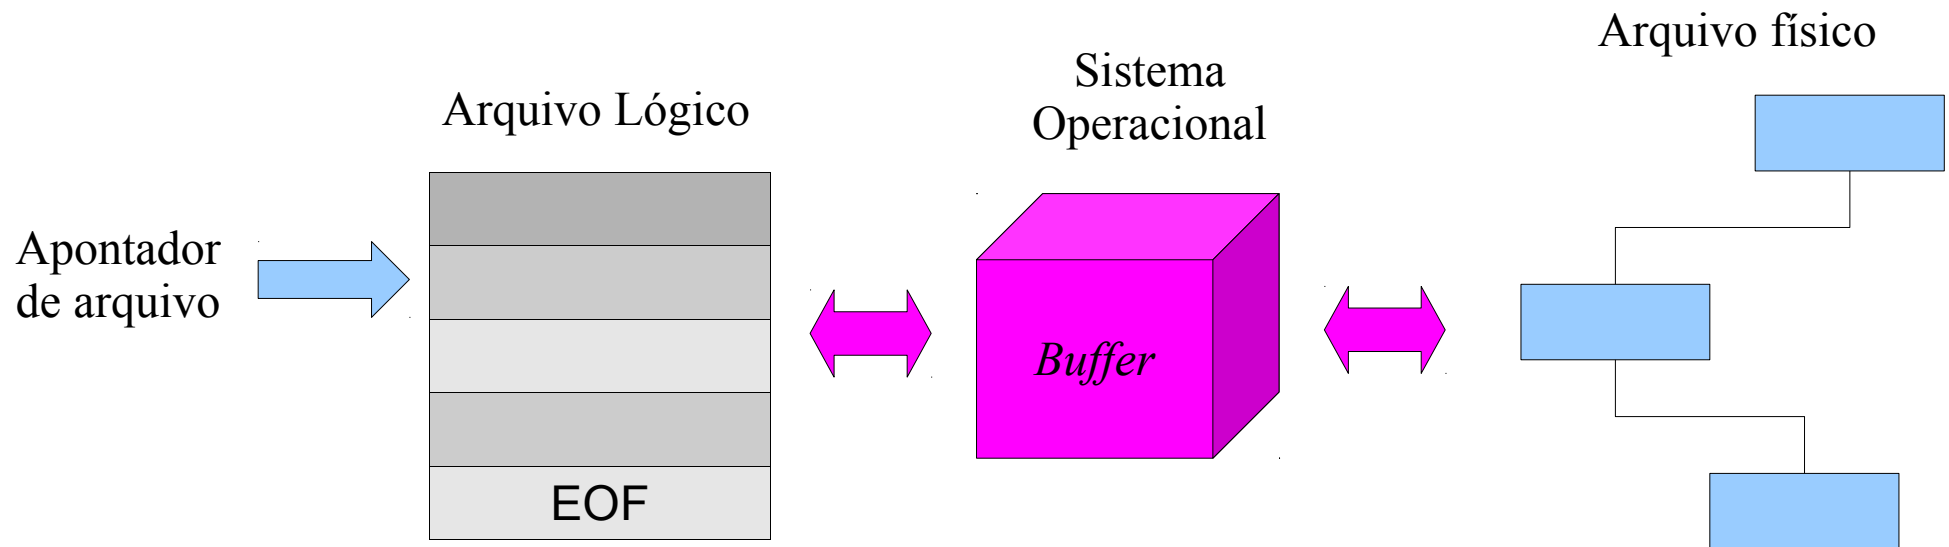 Apontador
de arquivo
Arquivo Lógico
EOF
Sistema
Operacional
Buffer
Arquivo físico